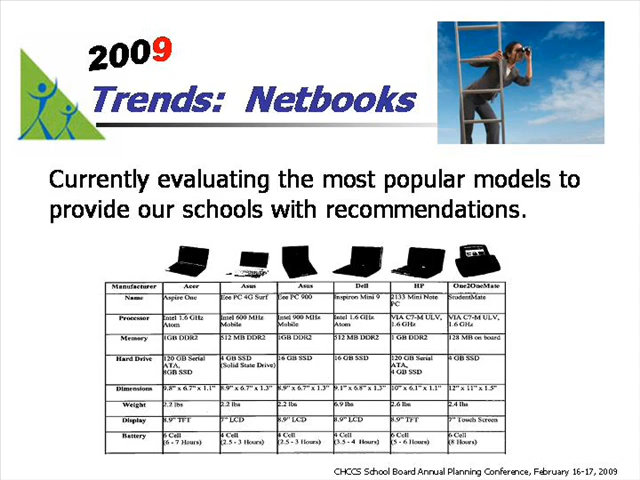 2009
Trends: Netbooks
Currently evaluating the most popular models to
provide our schools with recommendations.
Manufacturer Acer Asus Asus Dell HP One2OneMate
Name Aspire One Eee PC 4G Surf Eee PC 900 Inspiron Mini 9 2133 Mini Note PC StudentMate
Processor Intel 1.6 GHz Atom Intel 600 MHz Mobile Intel 900 MHz Mobile Intel 1.6 GHz Atom VIA C7-M ULV, 1.6 GHz VIA C7-M ULV, 1.6 GHz
Memory 1GB DDR2 512 MB DDR2 1GB DDR2 512 MB DDR2 1 GB DDR2 128 MB on board
Hard Drive 120 GB Serial ATA, 8GB SSD 4 GB SSD (Solid State Drive) 16 GB SSD 16 GB SSD 120 GB Serial ATA, 4 GB SSD 4 GB SSD
Dimensions 9.8" x 6.7" x 1.1" 8.9" x 6.7" x 1.3" 8.9" x 6.7" x 1.3" 9.1" x 6.8" x 1.3" 10" x 6.1" x 1.1" 12" x 11" x 1.5"
Weight 2.2 lbs 2.2 lbs 2.2 lbs 6.9 lbs 2.6 lbs 2.4 lbs
Display 8.9" TFT 7" LCD 8.9" LCD 8.9" LCD 8.9" TFT 7" Touch Screen
Battery 6 Cell (6 - 7 Hours) 4 Cell (2.5 - 3 Hours) 4 Cell (2.5 - 3 Hours) 4 Cell (3.5 - 4 Hours) 6 Cell (5 - 6 Hours) 6 Cell (8 Hours)
CHCCS School Board Annual Planning Conference, February 16-17, 2009